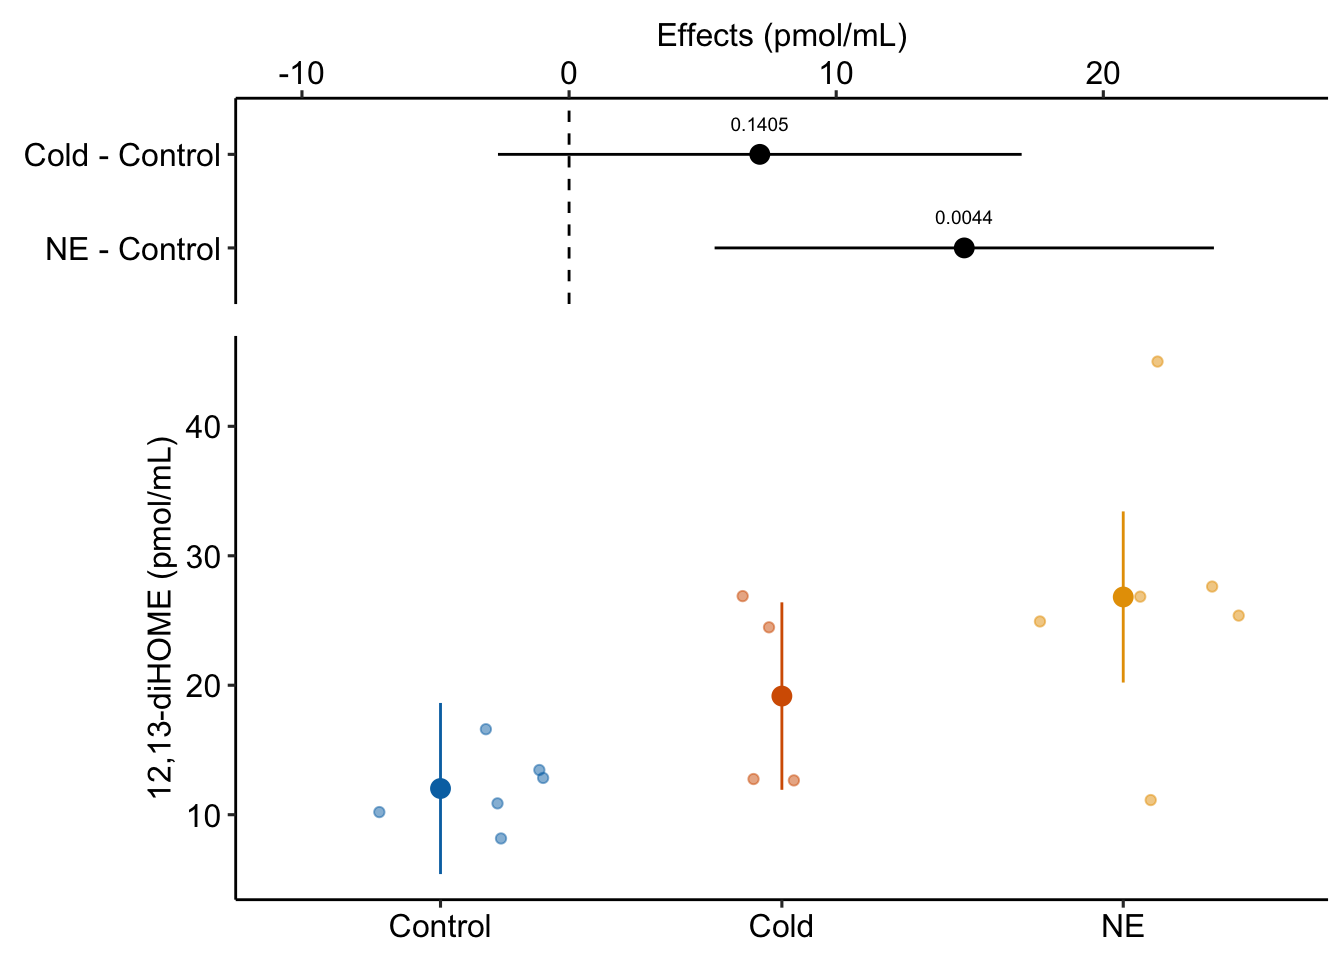 Effects (pmol/mL)
-10 0 10 20
0.1405
Cold - Control
0.0044
NE - Control
40
30
20
10
12,13-diHOME (pmol/mL)
Control Cold NE